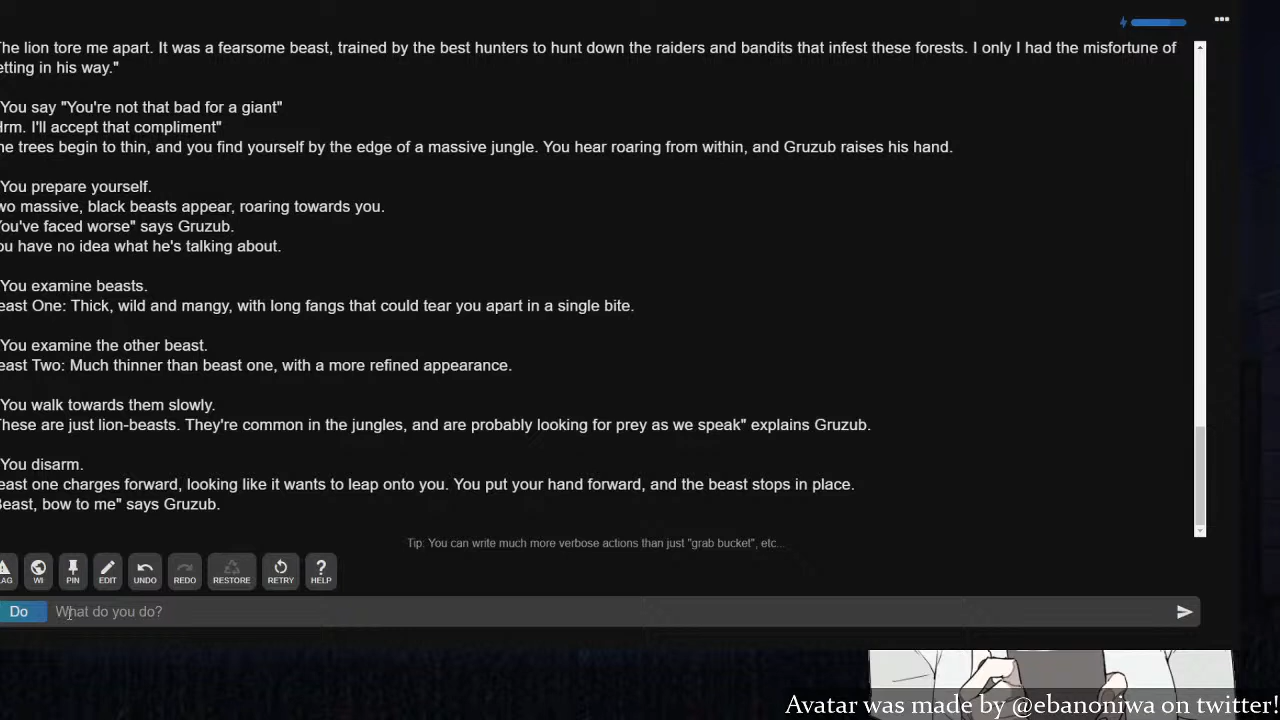 The lion tore me apart. It was a fearsome beast, trained by the best hunters to hunt down the raiders and bandits that infest these forests. I only I had the misfortune of
etting in his way."
You say "You're not that bad for a giant"
Hrm. I'll accept that compliment"
he trees begin to thin, and you find yourself by the edge of a massive jungle. You hear roaring from within, and Gruzub raises his hand.
You prepare yourself.
wo massive, black beasts appear, roaring towards you.
You've faced worse" says Gruzub.
ou have no idea what he's talking about.
You examine beasts.
east One: Thick, wild and mangy, with long fangs that could tear you apart in a single bite.
You examine the other beast.
east Two: Much thinner than beast one, with a more refined appearance.
You walk towards them slowly.
These are just lion-beasts. They're common in the jungles, and are probably looking for prey as we speak" explains Gruzub.
You disarm.
east one charges forward, looking like it wants to leap onto you. You put your hand forward, and the beast stops in place.
Beast, bow to me" says Gruzub.
Tip: You can write much more verbose actions than just "grab bucket", etc...
LAG WI PIN EDIT UNDO REDO RESTORE RETRY HELP
Do What do you do?
Avatar was made by @ebanoniwa on twitter!